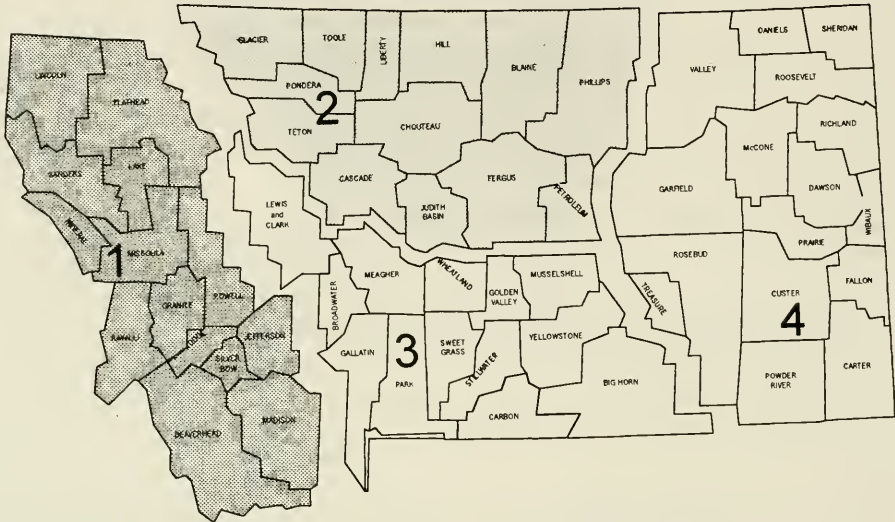 GLACIER
TOOLE
LIBERTY
HILL
BLAINE
PHILLIPS
PONDERA
2
TETON
CHOUTEAU
CASCADE
JUDITH
BASIN
FERGUS
PETROLEUM
LINCOLN
FLATHEAD
SANDERS
LAKE
MINERAL
MISSOULA
1
POWELL
GRANITE
RAVALLI
SILVER
BOW
JEFFERSON
BEAVERHEAD
MADISON
LEWIS
and
CLARK
BROADWATER
MEAGHER
WHEATLAND
GOLDEN
VALLEY
MUSSELSHELL
GALLATIN
3
PARK
SWEET
GRASS
STILLWATER
YELLOWSTONE
CARBON
BIG HORN
DANIELS
SHERIDAN
VALLEY
ROOSEVELT
RICHLAND
McCONE
GARFIELD
DAWSON
WIBAUX
PRAIRIE
ROSEBUD
TREASURE
CUSTER
4
FALLON
POWDER
RIVER
CARTER